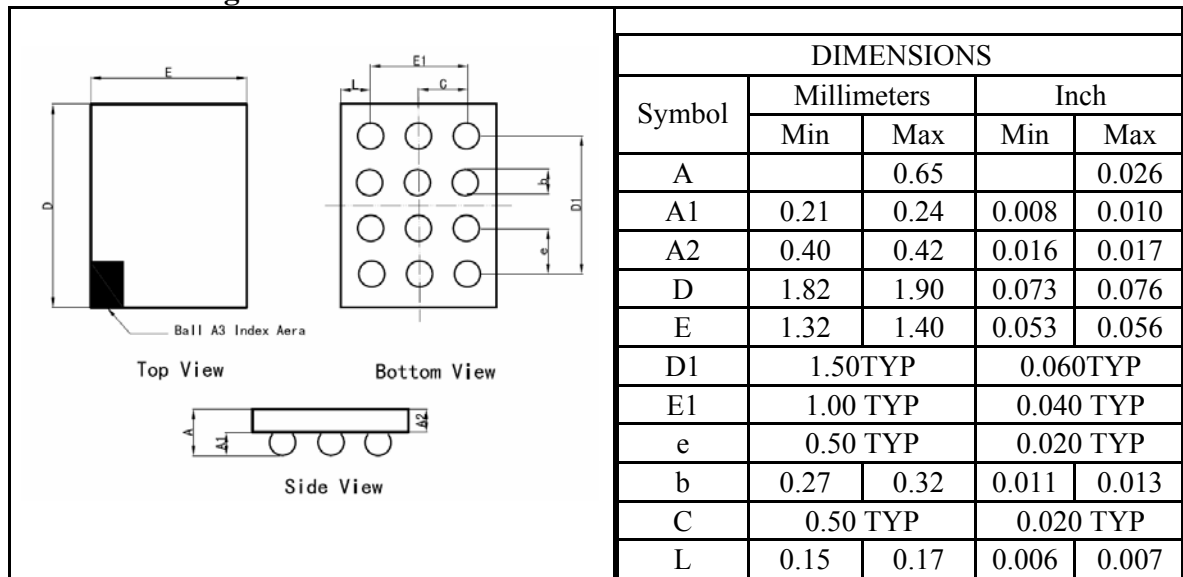 E
D
Ball A3 Index Aera
Top View
E1
L
C
b
D1
e
Bottom View
A
A1
A2
Side View
DIMENSIONS
Symbol Millimeters Inch
Min Max Min Max
A 0.65 0.026
A1 0.21 0.24 0.008 0.010
A2 0.40 0.42 0.016 0.017
D 1.82 1.90 0.073 0.076
E 1.32 1.40 0.053 0.056
D1 1.50TYP 0.060TYP
E1 1.00 TYP 0.040 TYP
e 0.50 TYP 0.020 TYP
b 0.27 0.32 0.011 0.013
C 0.50 TYP 0.020 TYP
L 0.15 0.17 0.006 0.007